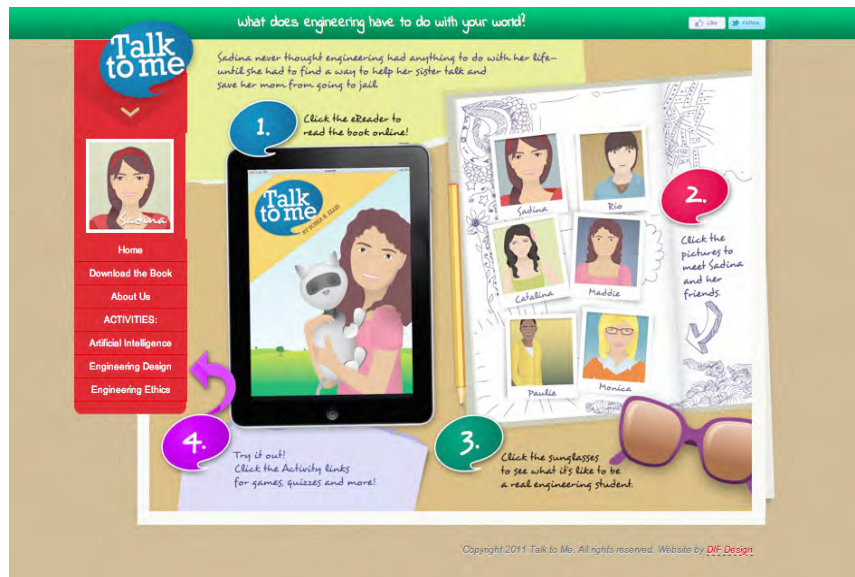 what does engineering have to do with your world?
Like
Follow
Talk
to me
Sadina never thought engineering had anything to do with her life—
until she had to find a way to help her sister talk and
save her mom from going to jail
Sadina
Home
Download the Book
About Us
ACTIVITIES:
Artificial Intelligence
Engineering Design
Engineering Ethics
1.
Click the eReader to
read the book online!
Talk
to me
BY SONIA E. ELLIS
Sadina
Rio
Catalina
Maddie
Paulie
Monica
2.
Click the
pictures to
meet Sadina
and her
friends.
3.
Click the sunglasses
to see what it's like to be
a real engineering student.
4.
Try it out!
Click the Activity links
for games, quizzes and more!
Copyright 2011 Talk to Me. All rights reserved. Website by DIF Design